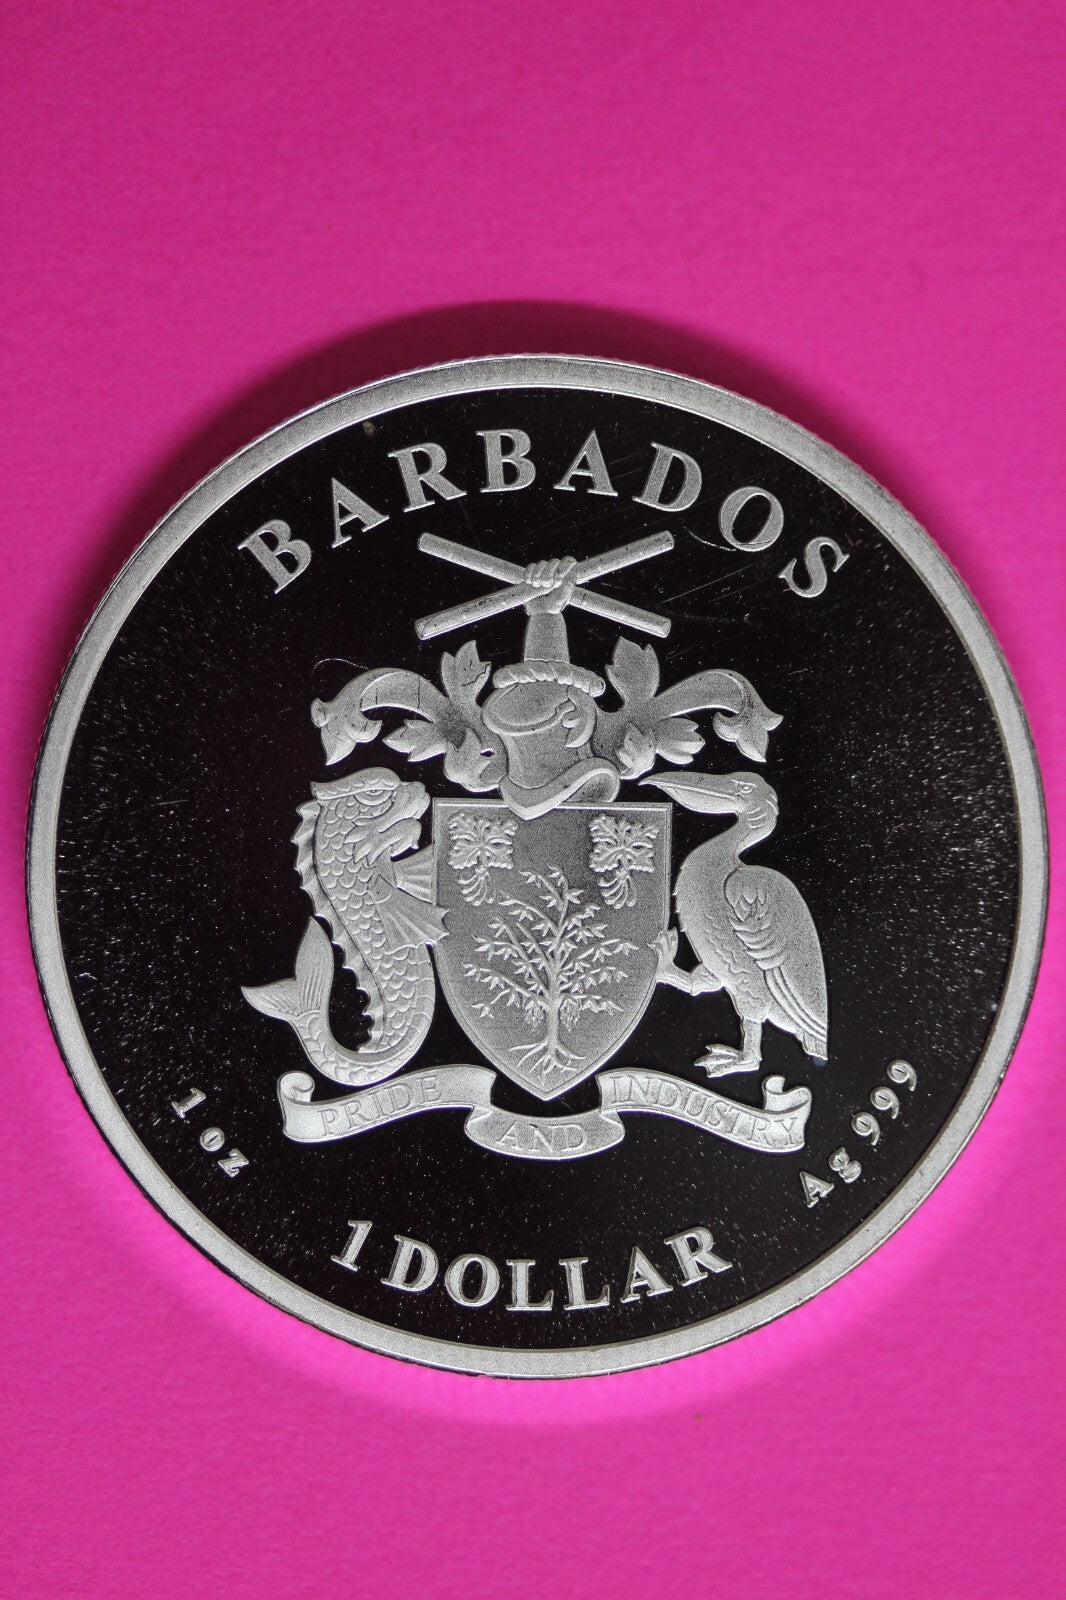 BARBADOS
PRIDE AND INDUSTRY
1 oz
Ag 999
1 DOLLAR